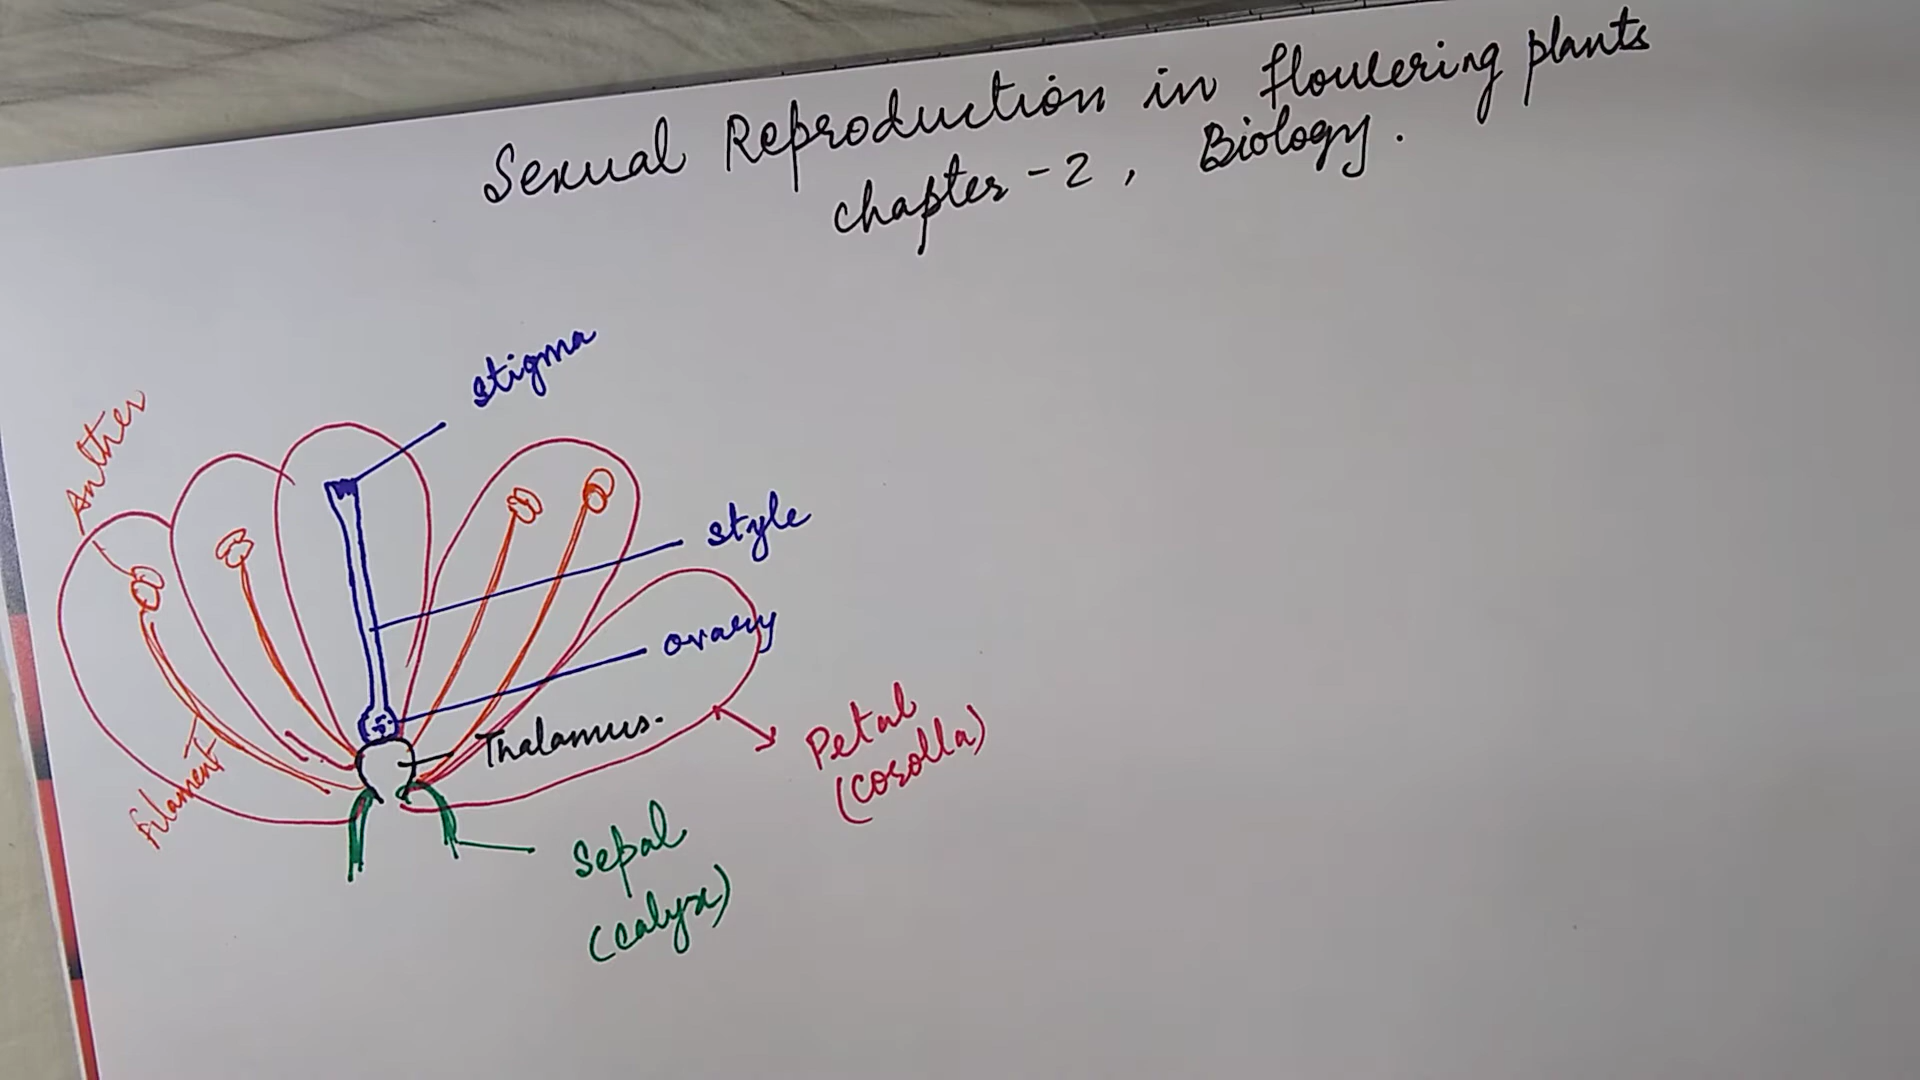 Sexual Reproduction in flowering plants
chapter-2, Biology.
stigma
Anther
style
ovary
Thalamus.
Petal
(corolla)
filament
Sepal
(calyx)